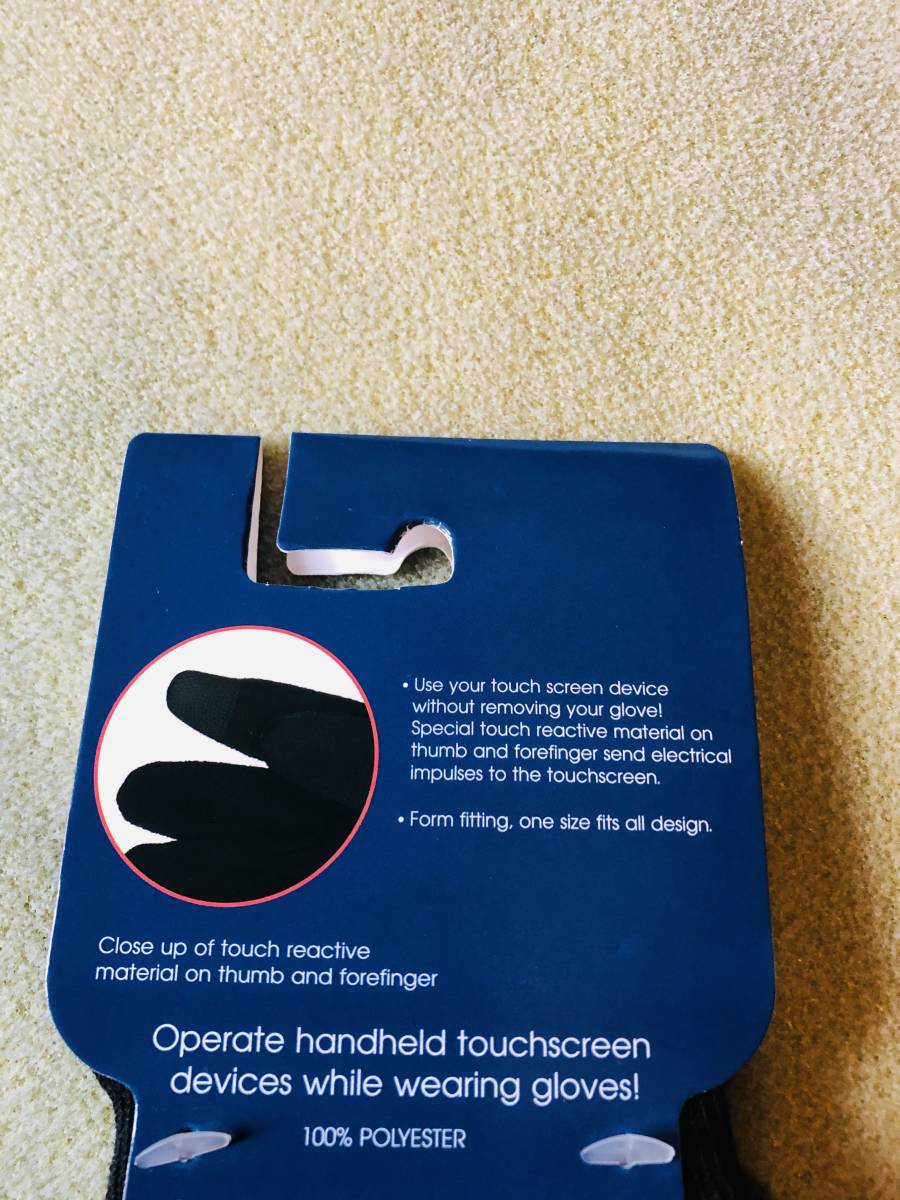 • Use your touch screen device
without removing your glove!
Special touch reactive material on
thumb and forefinger send electrical
impulses to the touchscreen.
• Form fitting, one size fits all design.
Close up of touch reactive
material on thumb and forefinger
Operate handheld touchscreen
devices while wearing gloves!
100% POLYESTER